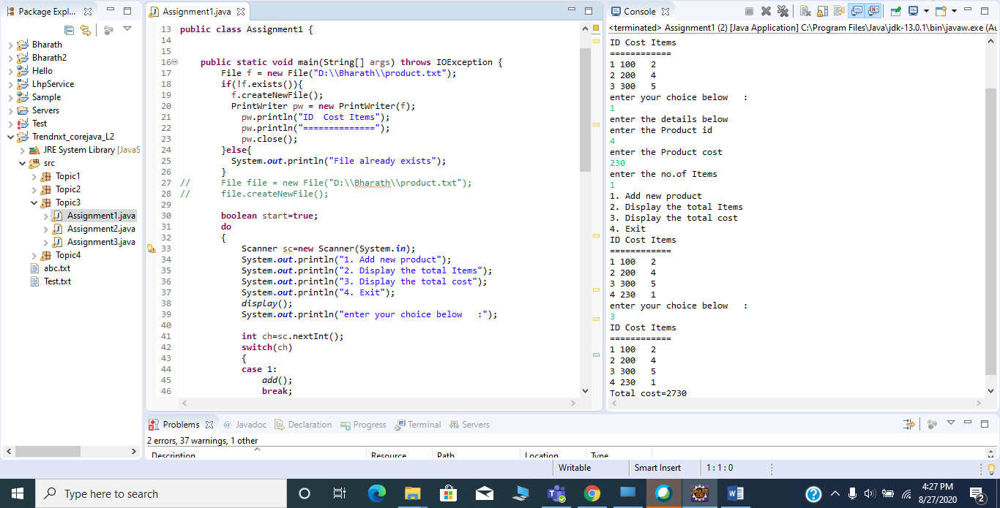 Package Expl...
Bharath
Bharath2
Hello
LhpService
Sample
Servers
Test
Trendnxt_corejava_L2
JRE System Library [JavaS
src
Topic1
Topic2
Topic3
Assignment1.java
Assignment2.java
Assignment3.java
Topic4
abc.txt
Test.txt
Assignment1.java
13 public class Assignment1 {
14
15
16 public static void main(String[] args) throws IOException {
17 File f = new File("D:\\Bharath\\product.txt");
18 if(!f.exists()){
19 f.createNewFile();
20 PrintWriter pw = new PrintWriter(f);
21 pw.println("ID  Cost Items");
22 pw.println("==============");
23 pw.close();
24 }else{
25 System.out.println("File already exists");
26 }
27 // File file = new File("D:\\Bharath\\product.txt");
28 // file.createNewFile();
29
30 boolean start=true;
31 do
32 {
33 Scanner sc=new Scanner(System.in);
34 System.out.println("1. Add new product");
35 System.out.println("2. Display the total Items");
36 System.out.println("3. Display the total cost");
37 System.out.println("4. Exit");
38 display();
39 System.out.println("enter your choice below   :");
40
41 int ch=sc.nextInt();
42 switch(ch)
43 {
44 case 1:
45 add();
46 break;
Console
<terminated> Assignment1 (2) [Java Application] C:\Program Files\Java\jdk-13.0.1\bin\javaw.exe (Au
ID Cost Items
============
1 100   2
2 200   4
3 300   5
enter your choice below   :
1
enter the details below
enter the Product id
4
enter the Product cost
230
enter the no.of Items
1
1. Add new product
2. Display the total Items
3. Display the total cost
4. Exit
ID Cost Items
============
1 100   2
2 200   4
3 300   5
4 230   1
enter your choice below   :
3
ID Cost Items
============
1 100   2
2 200   4
3 300   5
4 230   1
Total cost=2730
Problems @ Javadoc Declaration Progress Terminal Servers
2 errors, 37 warnings, 1 other
Description Resource Path Location Type
Writable Smart Insert 1 : 1 : 0
Type here to search
4:27 PM
8/27/2020
2